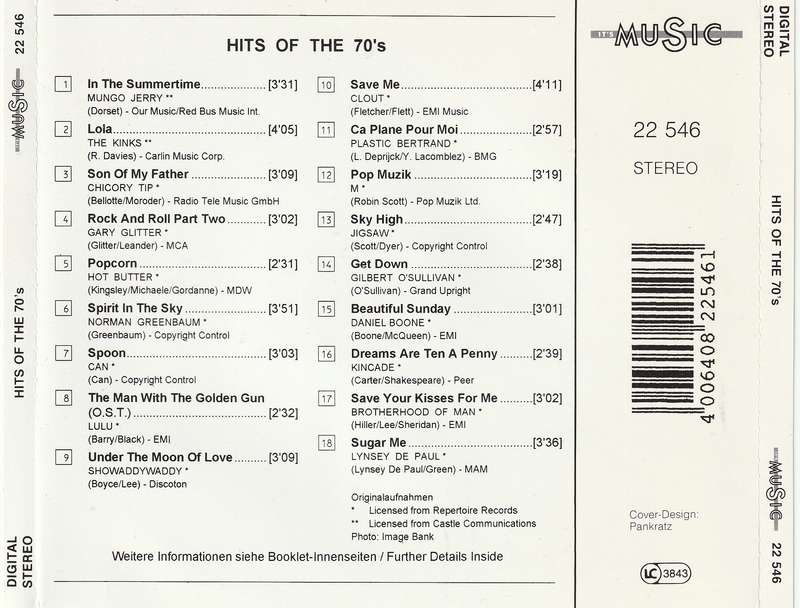 HITS OF THE 70's
1 In The Summertime..................[3'31]
MUNGO JERRY **
(Dorset) - Our Music/Red Bus Music Int.
2 Lola..........................................[4'05]
THE KINKS **
(R. Davies) - Carlin Music Corp.
3 Son Of My Father.....................[3'09]
CHICORY TIP *
(Bellotte/Moroder) - Radio Tele Music GmbH
4 Rock And Roll Part Two...........[3'02]
GARY GLITTER *
(Glitter/Leander) - MCA
5 Popcorn...................................[2'31]
HOT BUTTER *
(Kingsley/Michaele/Gordanne) - MDW
6 Spirit In The Sky......................[3'51]
NORMAN GREENBAUM *
(Greenbaum) - Copyright Control
7 Spoon......................................[3'03]
CAN *
(Can) - Copyright Control
8 The Man With The Golden Gun
(O.S.T.)....................................[2'32]
LULU *
(Barry/Black) - EMI
9 Under The Moon Of Love..........[3'09]
SHOWADDYWADDY *
(Boyce/Lee) - Discoton
10 Save Me....................................[4'11]
CLOUT *
(Fletcher/Flett) - EMI Music
11 Ca Plane Pour Moi....................[2'57]
PLASTIC BERTRAND *
(L. Deprijck/Y. Lacomblez) - BMG
12 Pop Muzik.................................[3'19]
M *
(Robin Scott) - Pop Muzik Ltd.
13 Sky High...................................[2'47]
JIGSAW *
(Scott/Dyer) - Copyright Control
14 Get Down..................................[2'38]
GILBERT O'SULLIVAN *
(O'Sullivan) - Grand Upright
15 Beautiful Sunday......................[3'01]
DANIEL BOONE *
(Boone/McQueen) - EMI
16 Dreams Are Ten A Penny.........[2'39]
KINCADE *
(Carter/Shakespeare) - Peer
17 Save Your Kisses For Me.........[3'02]
BROTHERHOOD OF MAN *
(Hiller/Lee/Sheridan) - EMI
18 Sugar Me..................................[3'36]
LYNSEY DE PAUL *
(Lynsey De Paul/Green) - MAM
Originalaufnahmen
* Licensed from Repertoire Records
** Licensed from Castle Communications
Photo: Image Bank
Weitere Informationen siehe Booklet-Innenseiten / Further Details Inside
IT'S MUSIC
22 546
STEREO
4 006408 225461
Cover-Design:
Pankratz
LC 3843
22 546
MUSIC
HITS OF THE 70's
DIGITAL
STEREO
DIGITAL
STEREO
HITS OF THE 70's
MUSIC
22 546